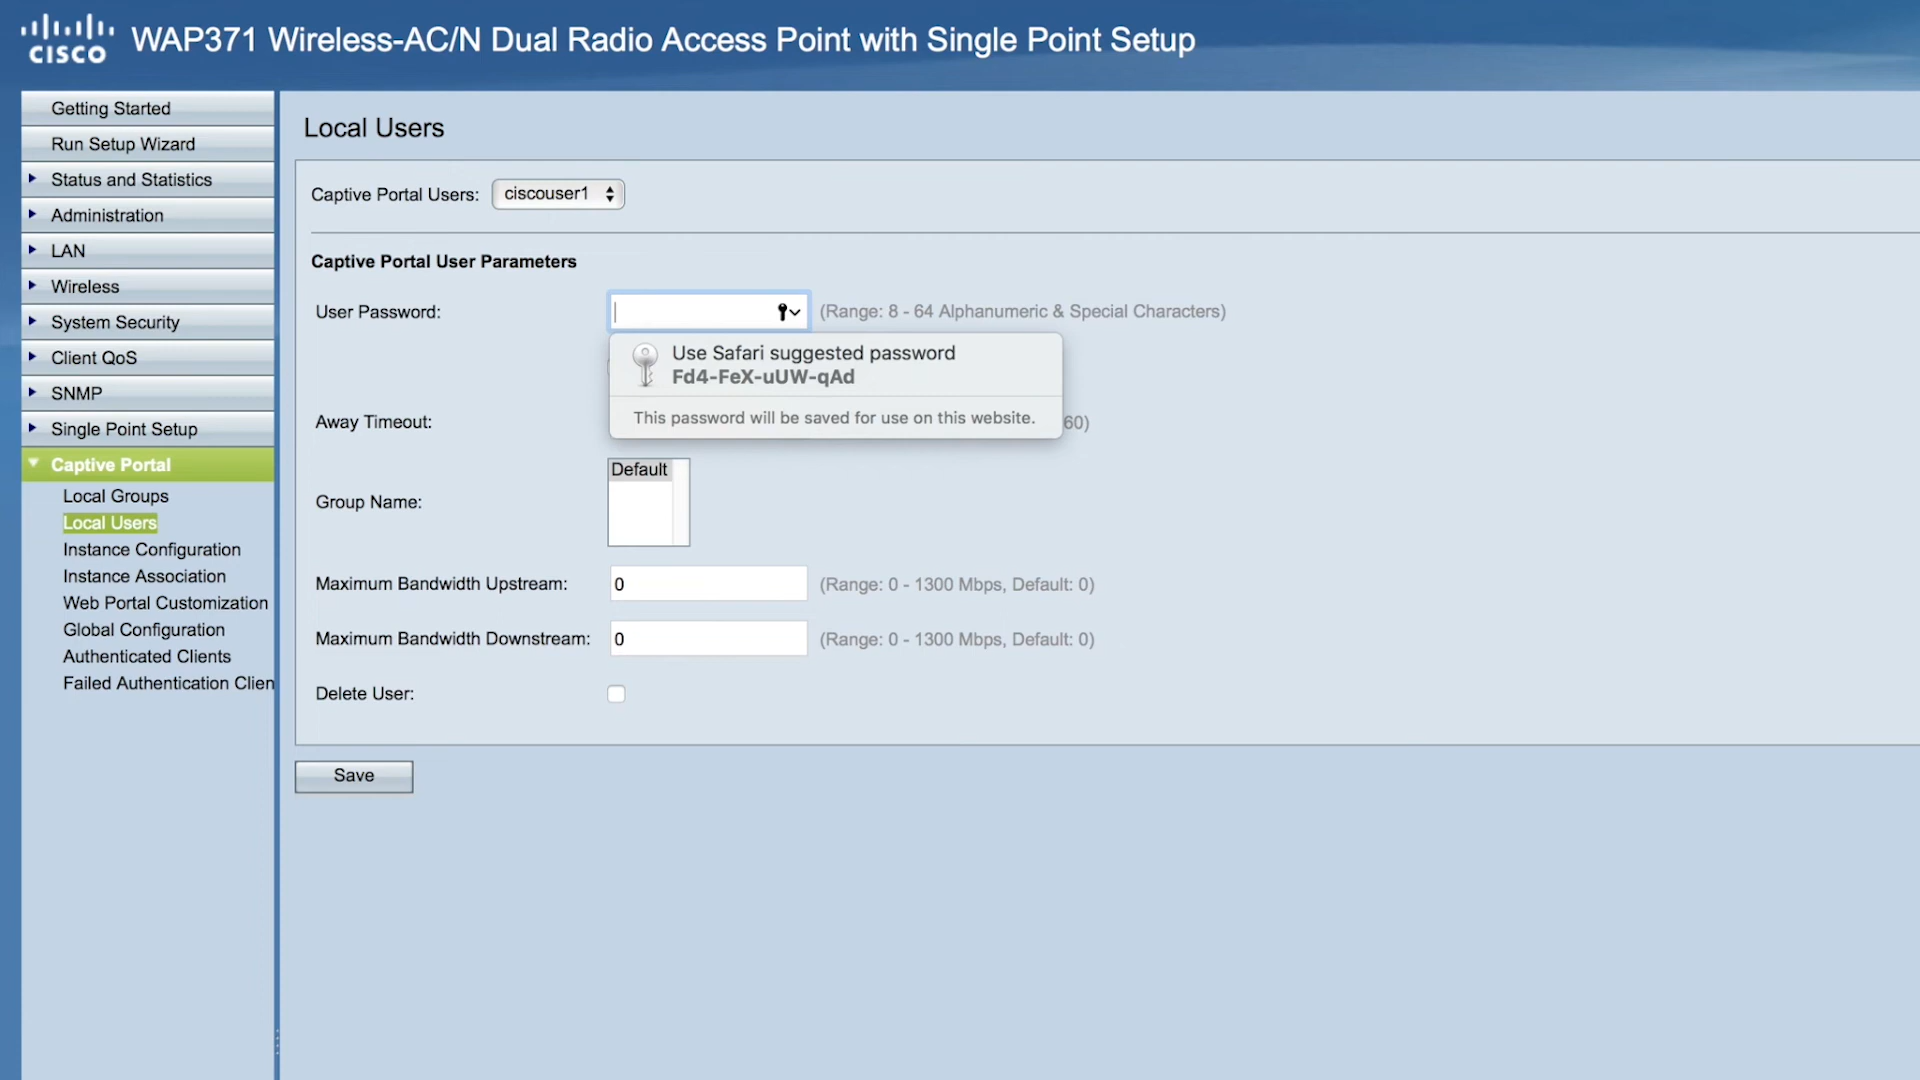 cisco
WAP371 Wireless-AC/N Dual Radio Access Point with Single Point Setup
Getting Started
Run Setup Wizard
Status and Statistics
Administration
LAN
Wireless
System Security
Client QoS
SNMP
Single Point Setup
Captive Portal
Local Groups
Local Users
Instance Configuration
Instance Association
Web Portal Customization
Global Configuration
Authenticated Clients
Failed Authentication Clien
Local Users
Captive Portal Users: ciscouser1
Captive Portal User Parameters
User Password: (Range: 8 - 64 Alphanumeric & Special Characters)
Use Safari suggested password
Fd4-FeX-uUW-qAd
This password will be saved for use on this website.
Away Timeout: 60)
Group Name: Default
Maximum Bandwidth Upstream: 0 (Range: 0 - 1300 Mbps, Default: 0)
Maximum Bandwidth Downstream: 0 (Range: 0 - 1300 Mbps, Default: 0)
Delete User:
Save